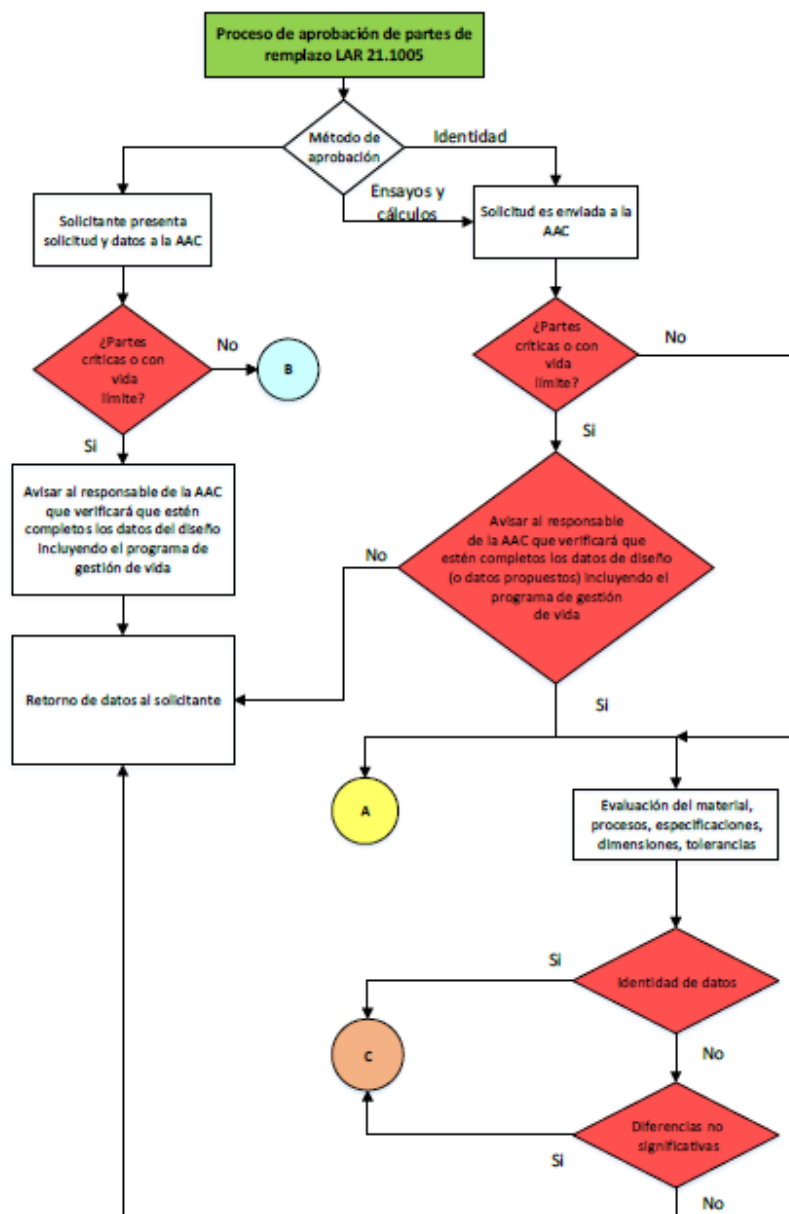 Proceso de aprobación de partes de
remplazo LAR 21.1005
Método de
aprobación
Identidad
Ensayos y
cálculos
Solicitante presenta
solicitud y datos a la AAC
Solicitud es enviada a la
AAC
¿Partes
críticas o con
vida
límite?
No
B
Si
¿Partes
críticas o con
vida
límite?
No
Si
Avisar al responsable de la AAC
que verificará que estén
completos los datos del diseño
incluyendo el programa de
gestión de vida
Avisar al responsable
de la AAC que verificará que
estén completos los datos de diseño
(o datos propuestos) incluyendo el
programa de gestión
de vida
No
Si
Retorno de datos al solicitante
A
Evaluación del material,
procesos, especificaciones,
dimensiones, tolerancias
Identidad de datos
Si
No
C
Diferencias no
significativas
Si
No